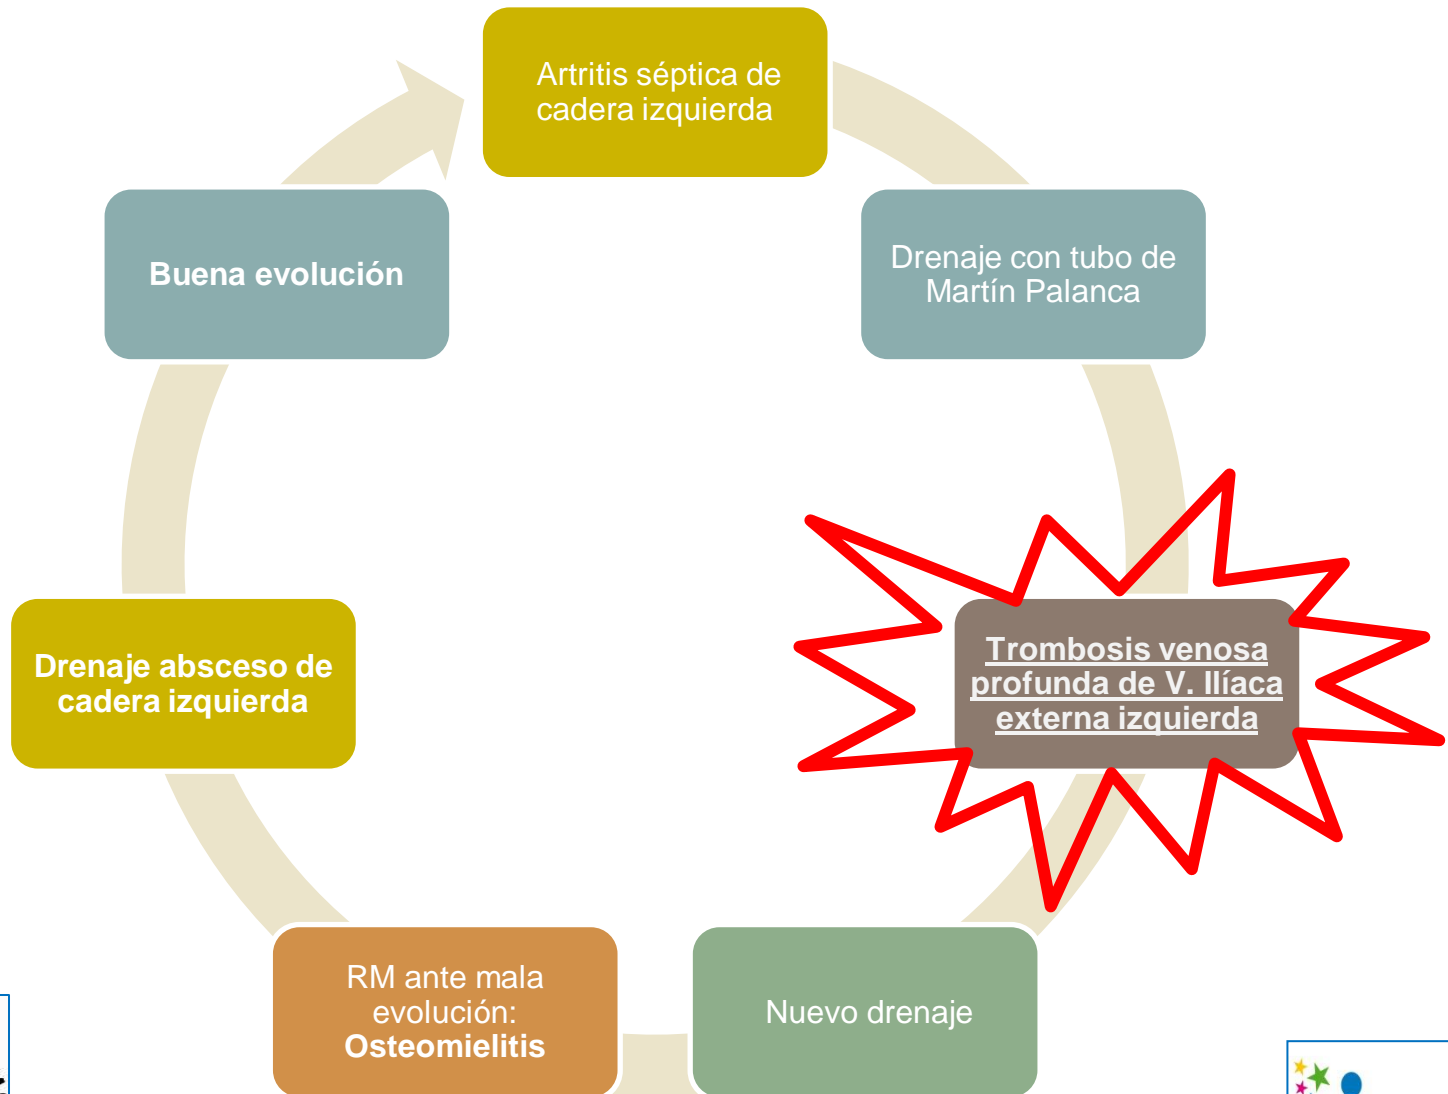 Artritis séptica de
cadera izquierda
Drenaje con tubo de
Martín Palanca
Trombosis venosa
profunda de V. Ilíaca
externa izquierda
Nuevo drenaje
RM ante mala
evolución:
Osteomielitis
Drenaje absceso de
cadera izquierda
Buena evolución